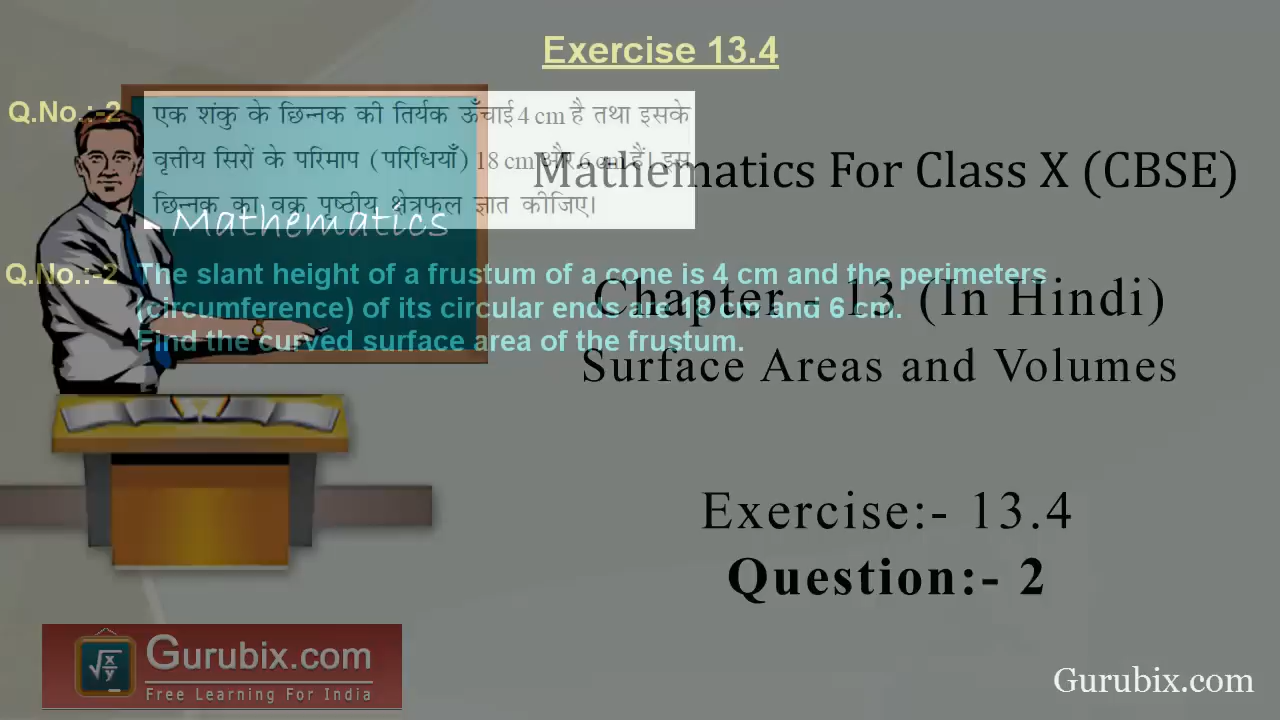 Exercise 13.4
Q.No.:-2
एक शंकु के छिन्नक की तिर्यक ऊँचाई 4 cm है तथा इसके
वृत्तीय सिरों के परिमाप (परिधियाँ) 18 cm और 6 cm हैं। इस
छिन्नक का वक्र पृष्ठीय क्षेत्रफल ज्ञात कीजिए।
Mathematics
Mathematics For Class X (CBSE)
Q.No.:-2 The slant height of a frustum of a cone is 4 cm and the perimeters
(circumference) of its circular ends are 18 cm and 6 cm.
Find the curved surface area of the frustum.
Chapter - 13 (In Hindi)
Surface Areas and Volumes
Exercise:- 13.4
Question:- 2
√x/y
Gurubix.com
Free Learning For India
Gurubix.com